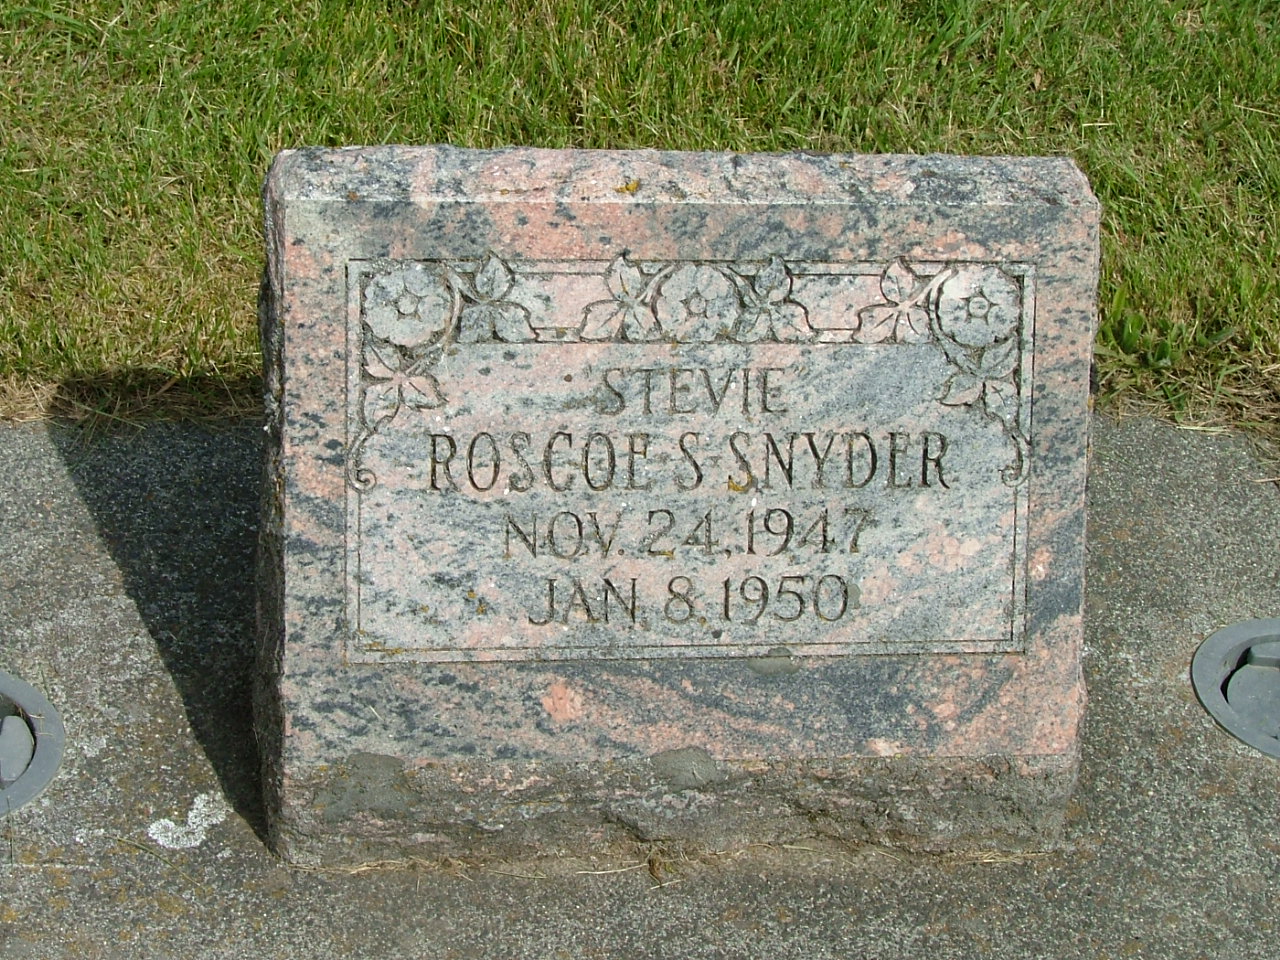 "STEVIE"
ROSCOE S. SNYDER
NOV. 24, 1947
JAN. 8, 1950